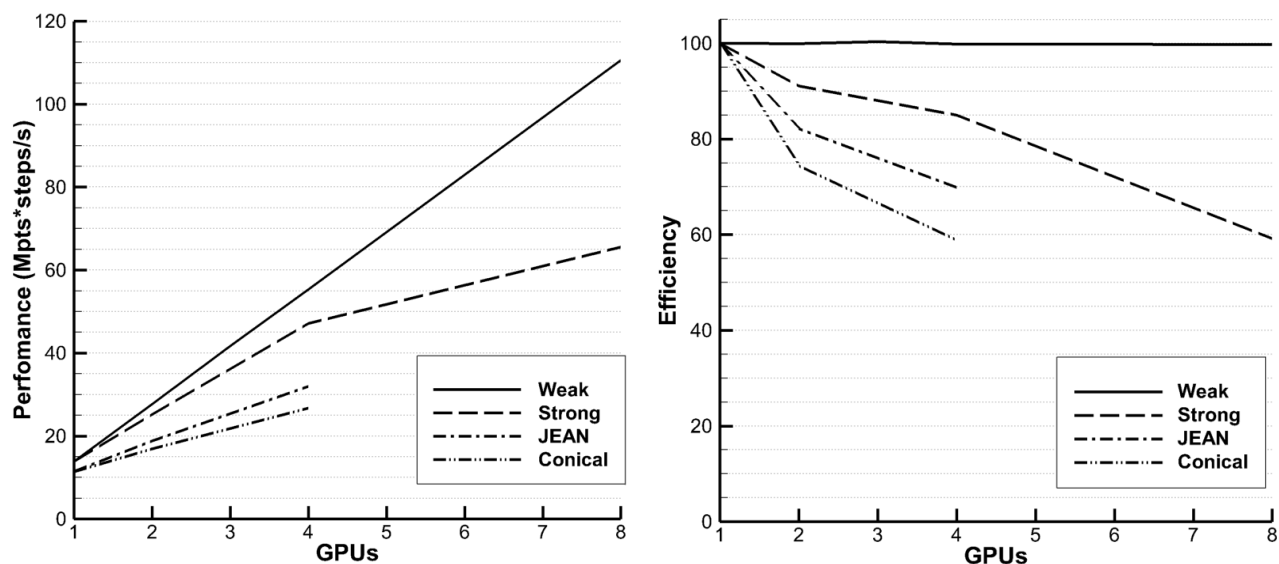 120
100
80
60
40
20
0
Perfomance (Mpts*steps/s)
1 2 3 4 5 6 7 8
GPUs
Weak
Strong
JEAN
Conical
100
80
60
40
20
0
Efficiency
1 2 3 4 5 6 7 8
GPUs
Weak
Strong
JEAN
Conical